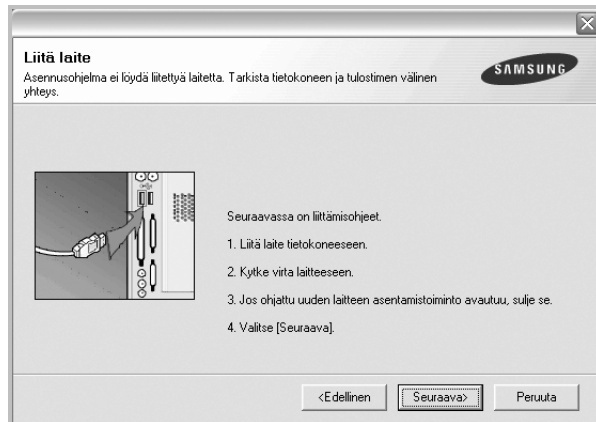 Liitä laite
Asennusohjelma ei löydä liitettyä laitetta. Tarkista tietokoneen ja tulostimen välinen
yhteys.
SAMSUNG
Seuraavassa on liittämisohjeet.
1. Liitä laite tietokoneeseen.
2. Kytke virta laitteeseen.
3. Jos ohjattu uuden laitteen asentamistoiminto avautuu, sulje se.
4. Valitse [Seuraava].
<Edellinen
Seuraava>
Peruuta